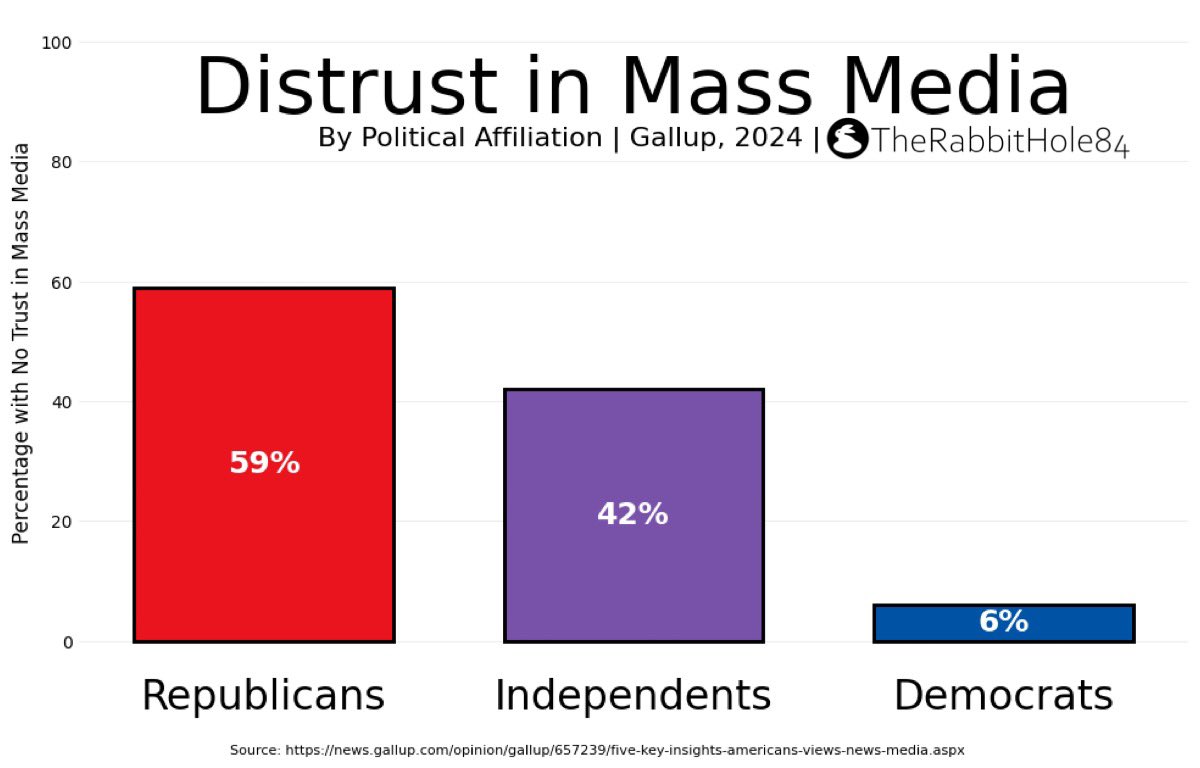 Distrust in Mass Media
By Political Affiliation | Gallup, 2024 | TheRabbitHole84
Percentage with No Trust in Mass Media
100
80
60
40
20
0
59%
42%
6%
Republicans
Independents
Democrats
Source: https://news.gallup.com/opinion/gallup/657239/five-key-insights-americans-views-news-media.aspx